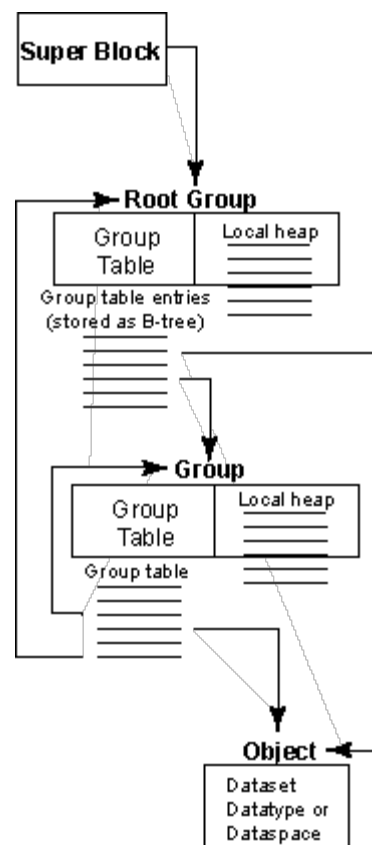 Super Block
Root Group
Group
Table
Local heap
Group table entries
(stored as B-tree)
Group
Group
Table
Local heap
Group table
Object
Dataset
Datatype or
Dataspace